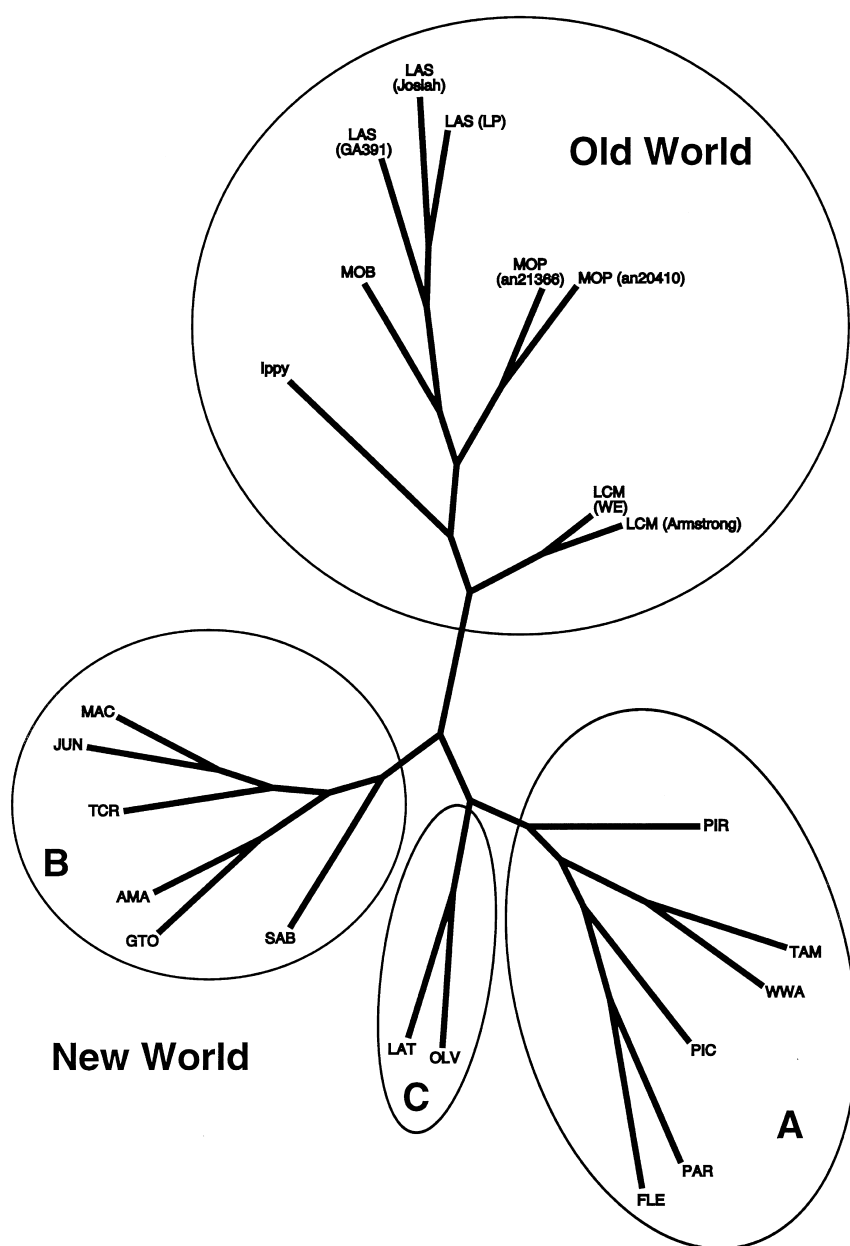 LAS
(Josiah)
LAS (LP)
LAS
(GA391)
Old World
MOB
MOP
(an21366)
MOP (an20410)
Ippy
LCM
(WE)
LCM (Armstrong)
MAC
JUN
TCR
B
AMA
GTO
SAB
PIR
TAM
WWA
New World
LAT
OLV
PIC
C
A
PAR
FLE